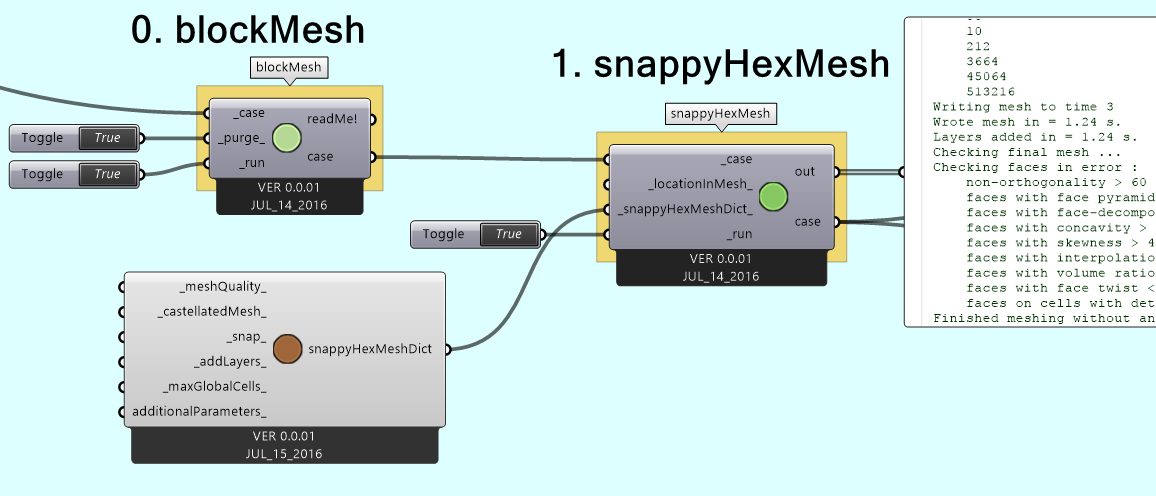 0. blockMesh
blockMesh
_case
_purge_
_run
readMe!
case
VER 0.0.01
JUL_14_2016
Toggle True
Toggle True
1. snappyHexMesh
snappyHexMesh
_case
_locationInMesh_
_snappyHexMeshDict_
_run
out
case
VER 0.0.01
JUL_14_2016
Toggle True
_meshQuality_
_castellatedMesh_
_snap_
_addLayers_
_maxGlobalCells_
additionalParameters_
snappyHexMeshDict
VER 0.0.01
JUL_15_2016
10
212
3664
45064
513216
Writing mesh to time 3
Wrote mesh in = 1.24 s.
Layers added in = 1.24 s.
Checking final mesh ...
Checking faces in error :
non-orthogonality > 60
faces with face pyramid
faces with face-decompo
faces with concavity >
faces with skewness > 4
faces with interpolatio
faces with volume ratio
faces with face twist <
faces on cells with det
Finished meshing without an